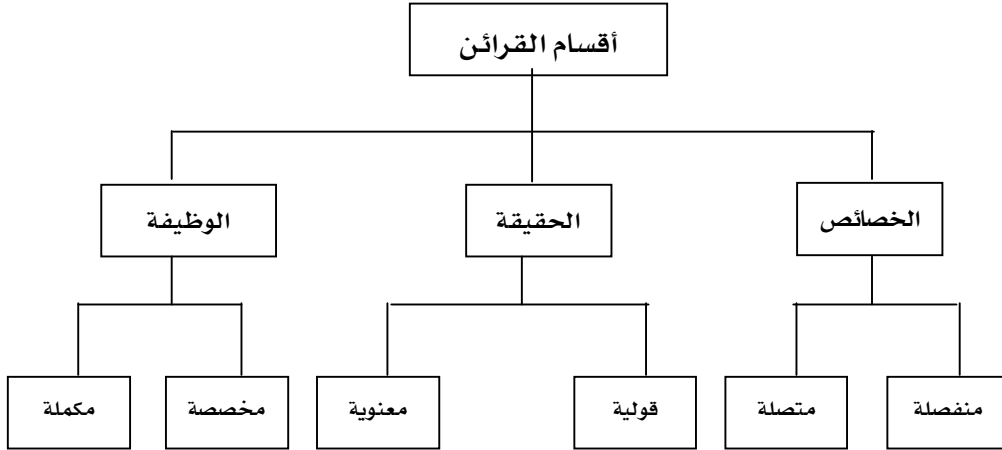 أقسام القرائن
الخصائص
الحقيقة
الوظيفة
منفصلة
متصلة
قولية
معنوية
مخصصة
مكملة